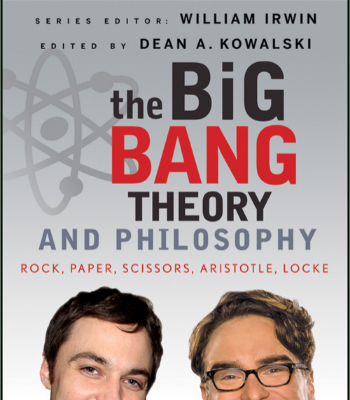 SERIES EDITOR: WILLIAM IRWIN
EDITED BY DEAN A. KOWALSKI
the BiG
BANG
THEORY
AND PHILOSOPHY
ROCK, PAPER, SCISSORS, ARISTOTLE, LOCKE